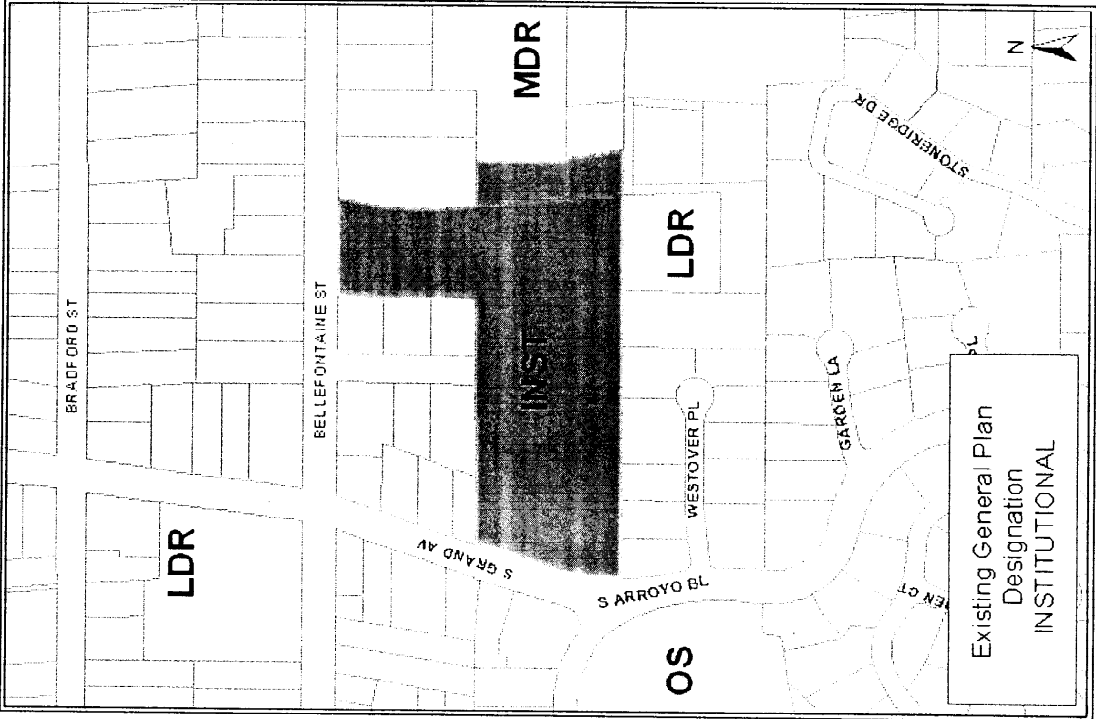 BRADFORD ST
BELLEFONTAINE ST
LDR
MDR
INST
LDR
S GRAND AV
S ARROYO BL
OS
WESTOVER PL
GARDEN LA
STONERIDGE DR
N
Existing General Plan
Designation
INSTITUTIONAL